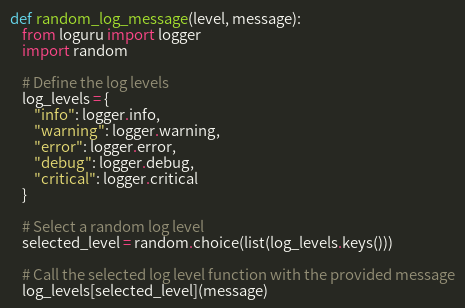 def random_log_message(level, message):
    from loguru import logger
    import random

    # Define the log levels
    log_levels = {
        "info": logger.info,
        "warning": logger.warning,
        "error": logger.error,
        "debug": logger.debug,
        "critical": logger.critical
    }

    # Select a random log level
    selected_level = random.choice(list(log_levels.keys()))

    # Call the selected log level function with the provided message
    log_levels[selected_level](message)